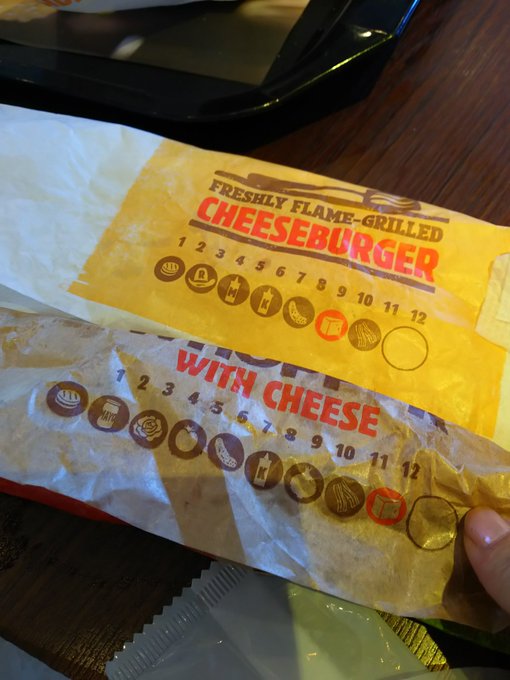 FRESHLY FLAME-GRILLED
CHEESEBURGER
1 2 3 4 5 6 7 8 9 10 11 12
WITH CHEESE
1 2 3 4 5 6 7 8 9 10 11 12
MAYO